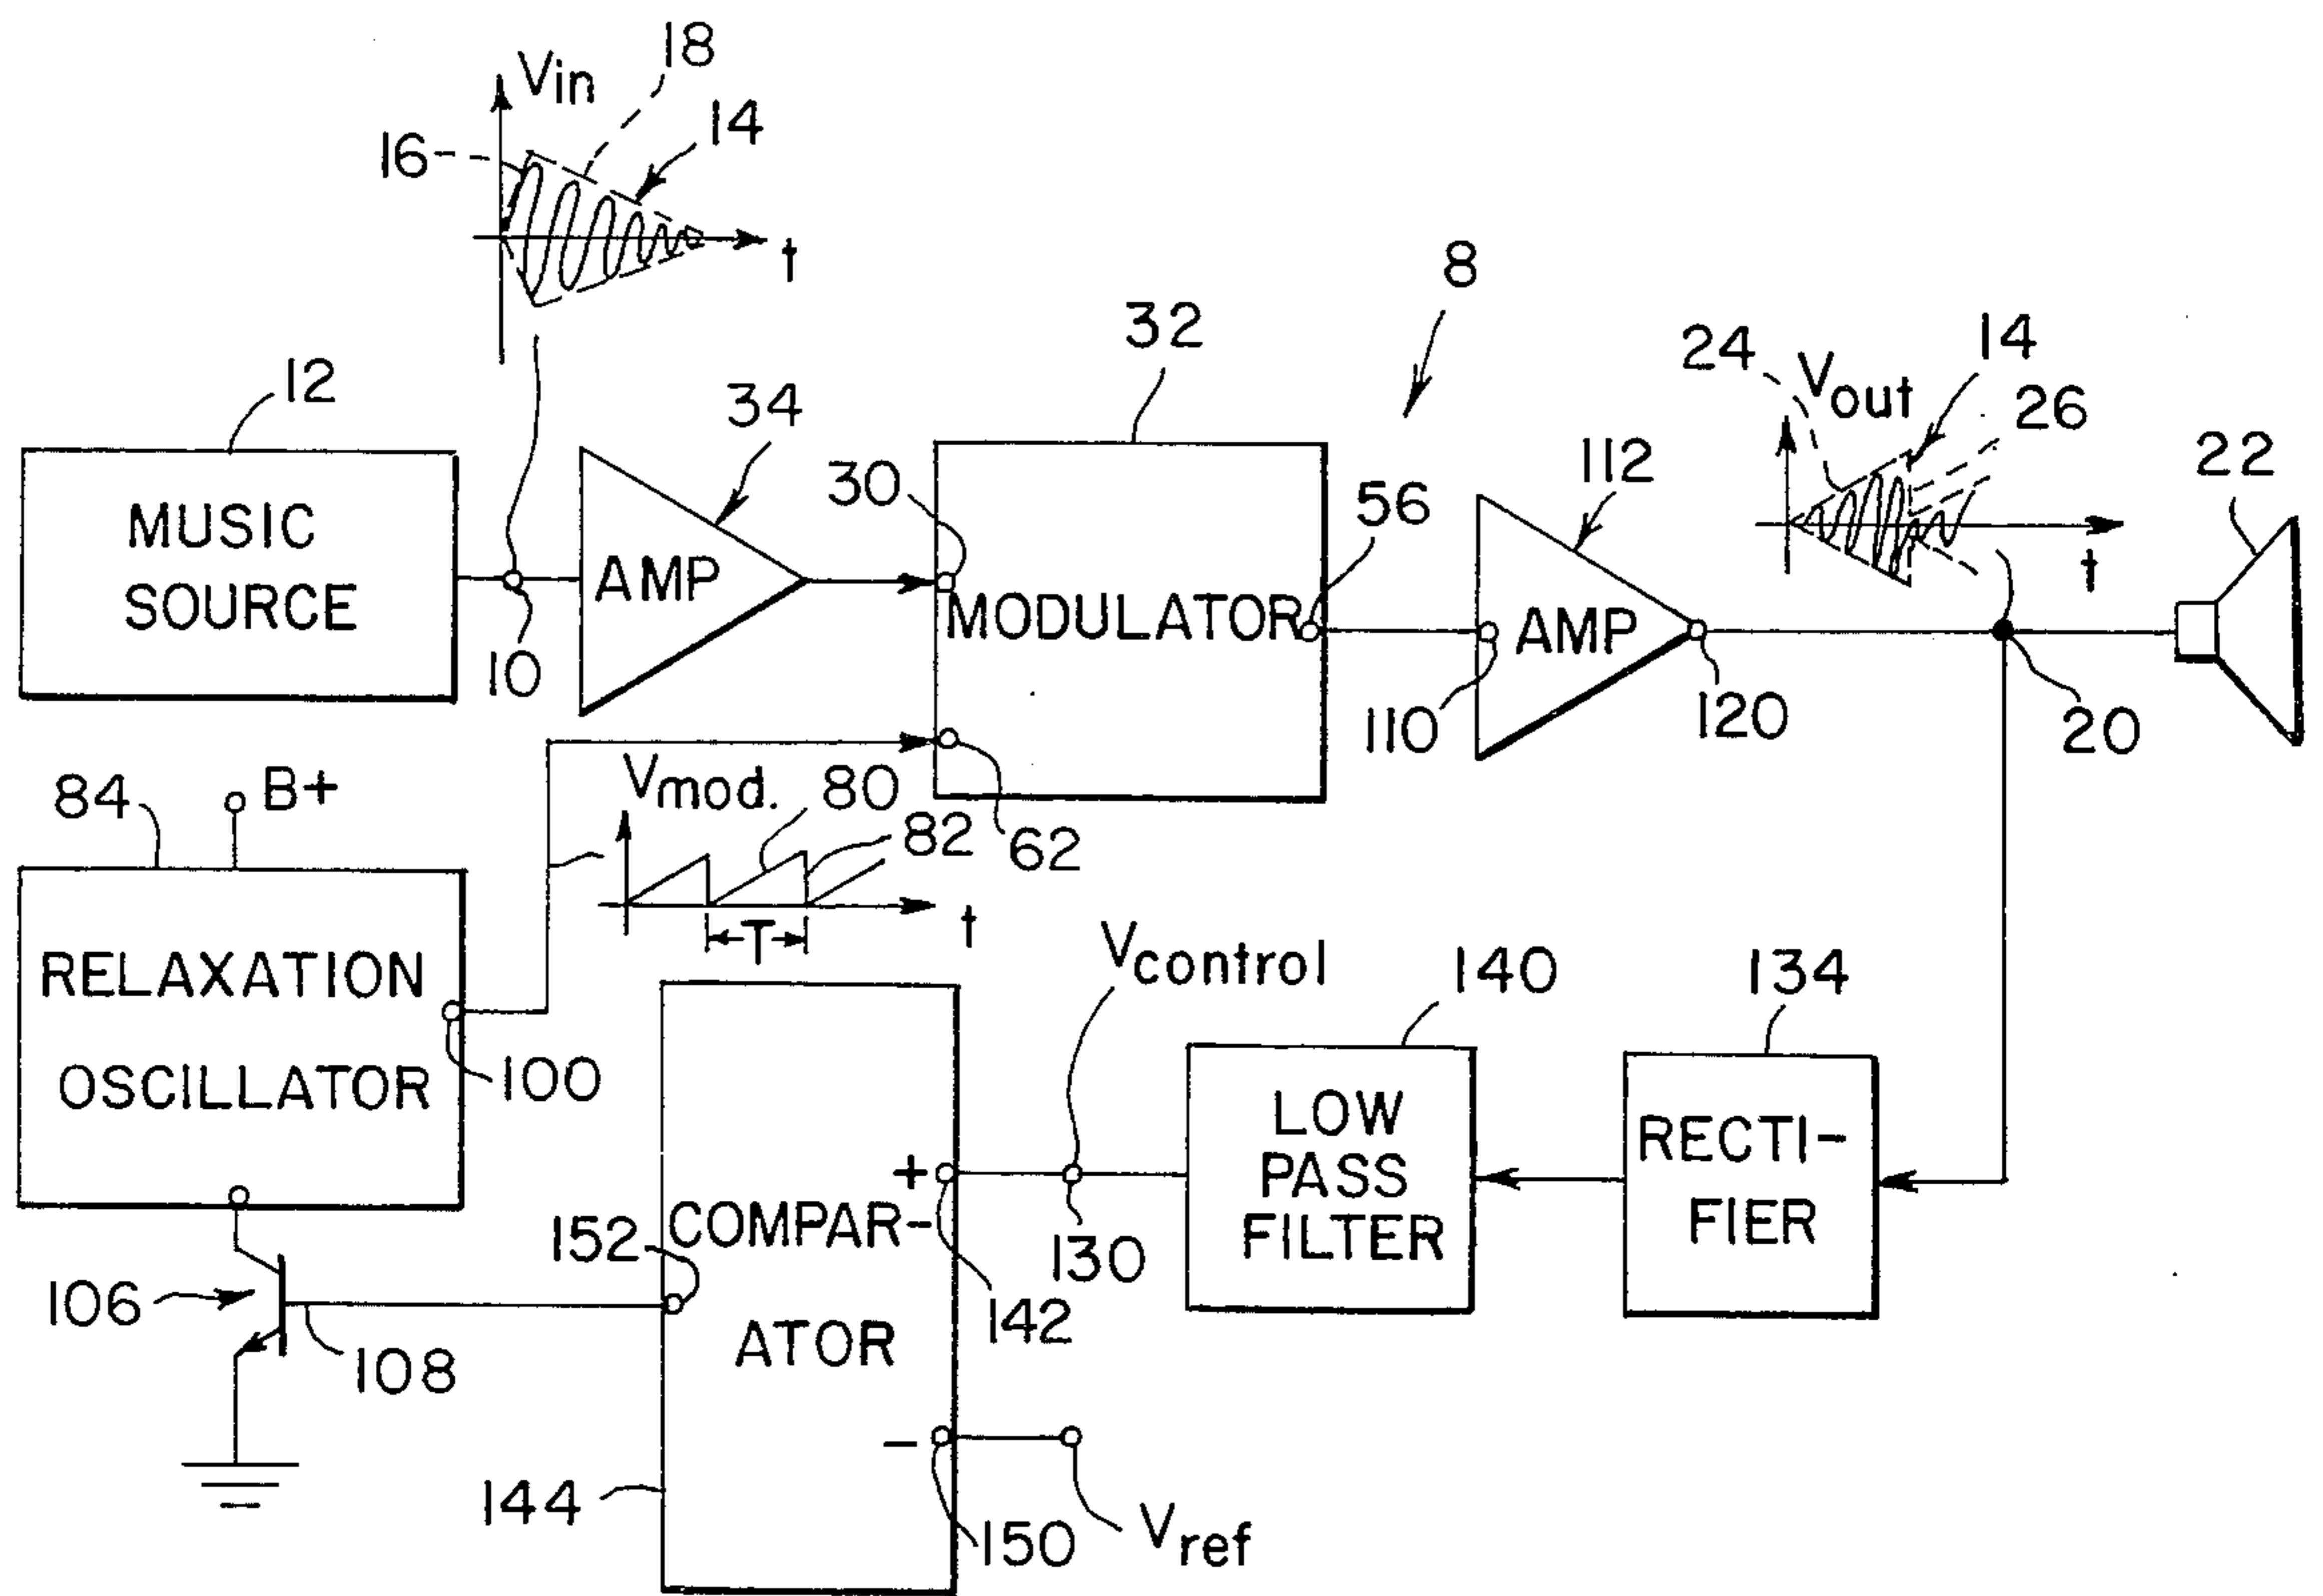 Vin
18
14
16
t
8
32
12
34
24
Vout
14
26
22
MUSIC
SOURCE
30
56
112
AMP
MODULATOR
AMP
t
10
110
120
20
84
B+
Vmod.
80
82
62
t
T
RELAXATION
OSCILLATOR
100
Vcontrol
140
134
+
LOW
PASS
FILTER
RECTI-
FIER
COMPAR-
ATOR
152
130
142
106
108
-
144
150
Vref